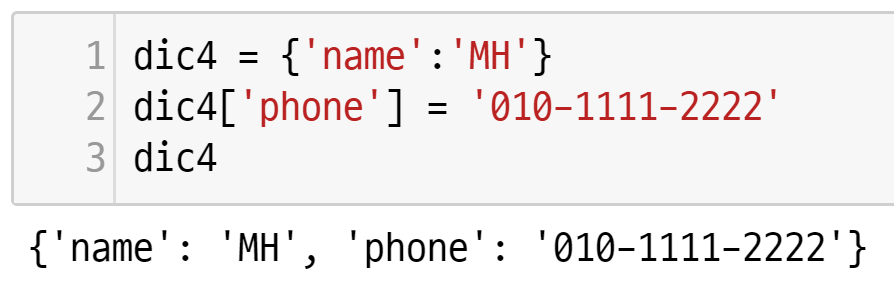 1 dic4 = {'name':'MH'}
2 dic4['phone'] = '010-1111-2222'
3 dic4
{'name': 'MH', 'phone': '010-1111-2222'}